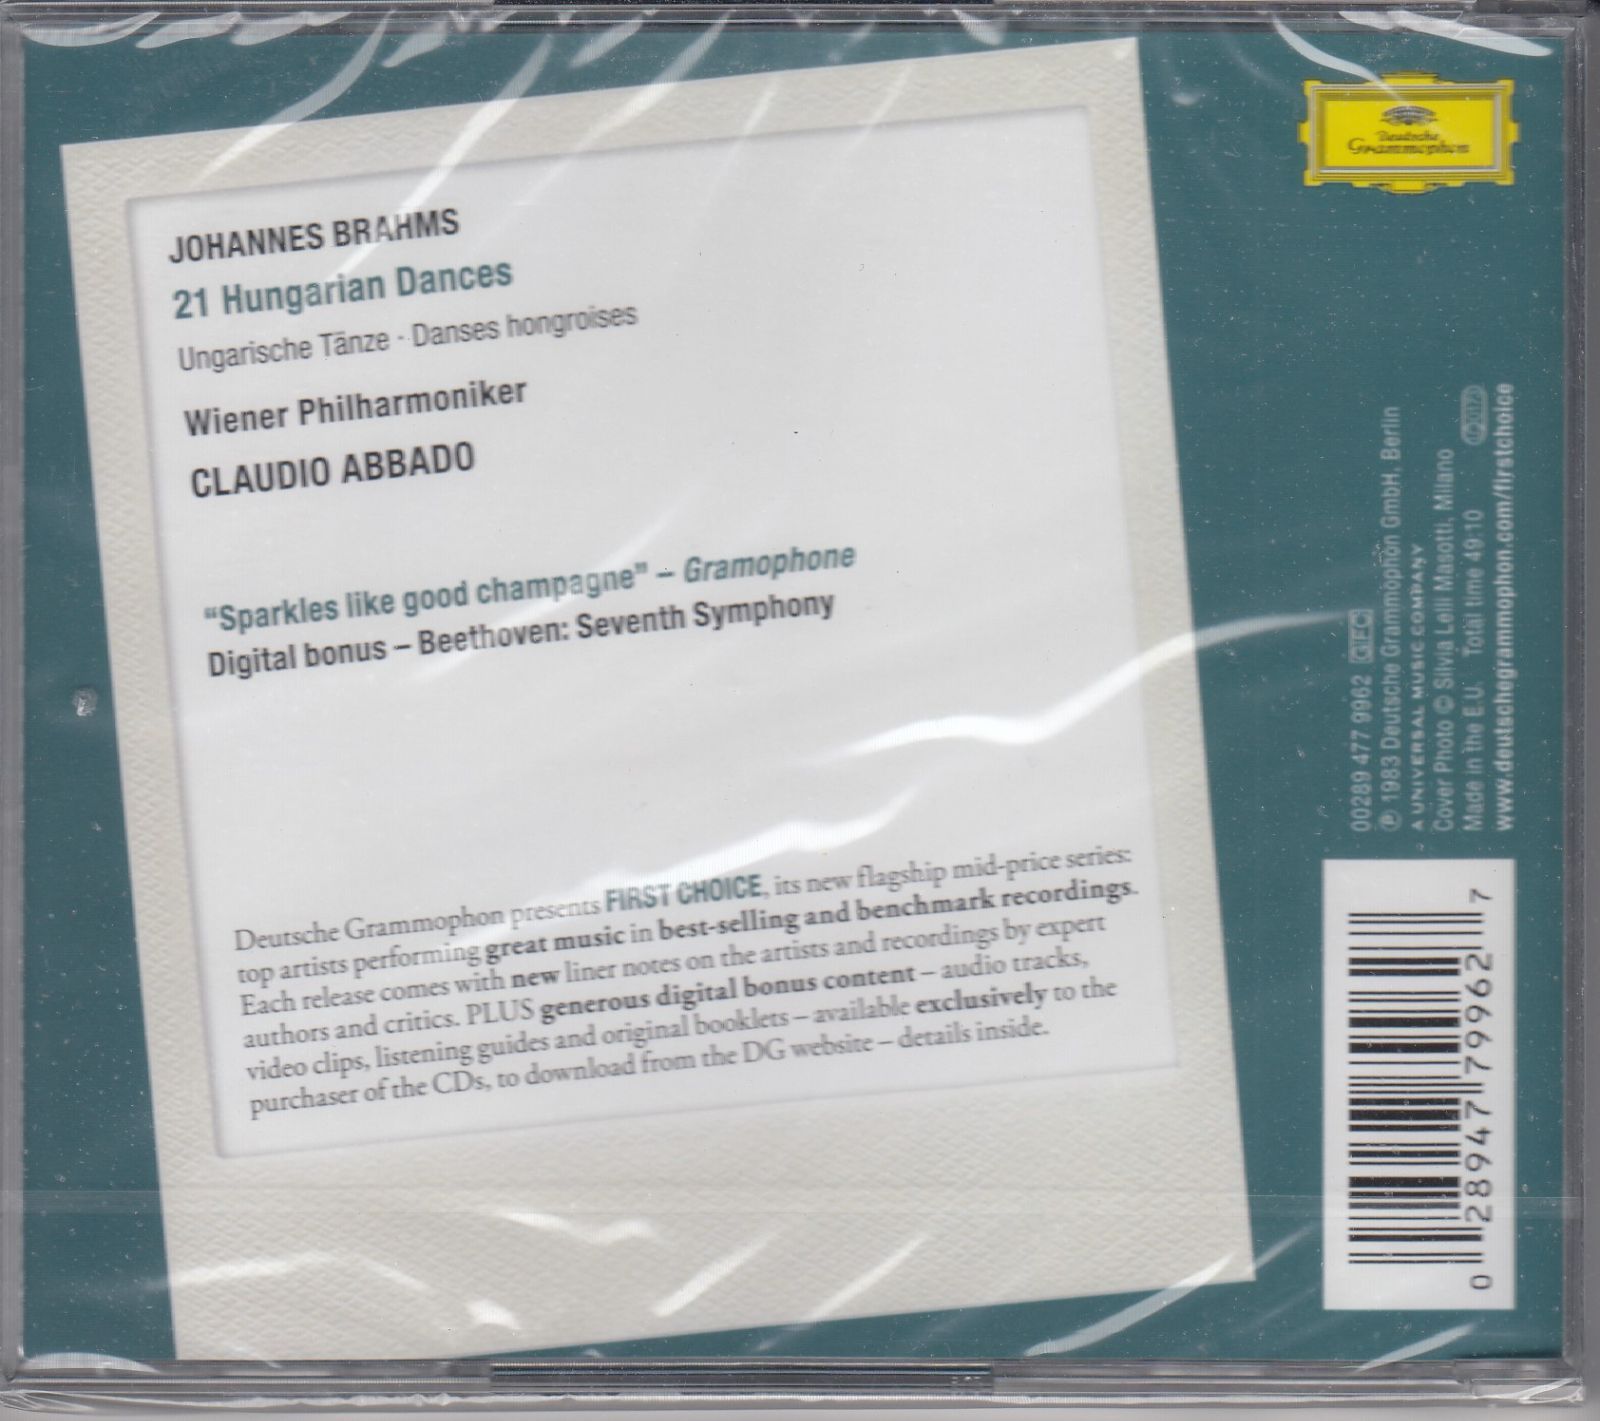 JOHANNES BRAHMS
21 Hungarian Dances
Ungarische Tänze · Danses hongroises
Wiener Philharmoniker
CLAUDIO ABBADO
“Sparkles like good champagne” – Gramophone
Digital bonus – Beethoven: Seventh Symphony
Deutsche Grammophon presents FIRST CHOICE, its new flagship mid-price series:
top artists performing great music in best-selling and benchmark recordings.
Each release comes with new liner notes on the artists and recordings by expert
authors and critics. PLUS generous digital bonus content – audio tracks,
video clips, listening guides and original booklets – available exclusively to the
purchaser of the CDs, to download from the DG website – details inside.
Deutsche
Grammophon
00289 477 9962 GEC
℗ 1983 Deutsche Grammophon GmbH, Berlin
A UNIVERSAL MUSIC COMPANY
Cover Photo © Silvia Lelli Masotti, Milano
Made in the E.U. Total time 49:10
www.deutschegrammophon.com/firstchoice
0 28947 79962 7